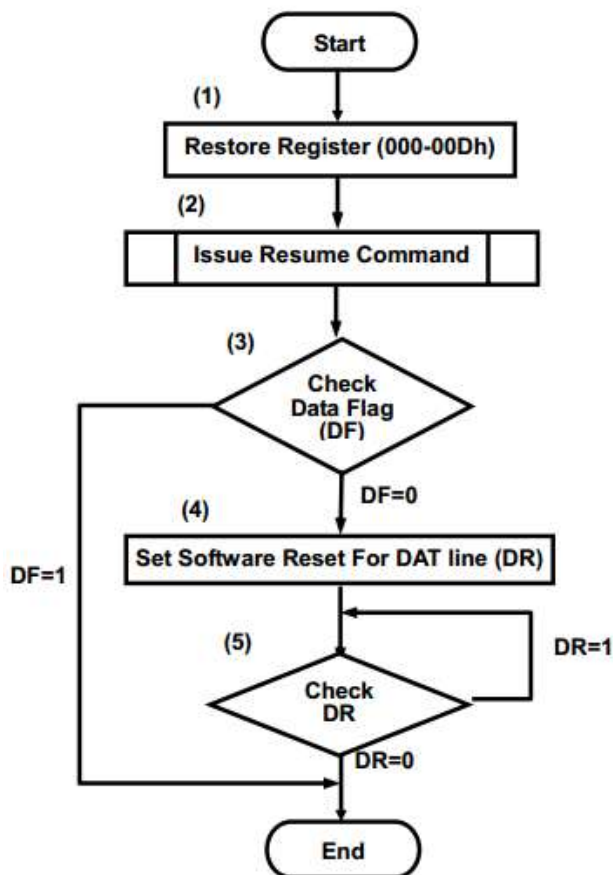 Start
(1)
Restore Register (000-00Dh)
(2)
Issue Resume Command
(3)
Check
Data Flag
(DF)
DF=0
(4)
Set Software Reset For DAT line (DR)
DF=1
(5)
DR=1
Check
DR
DR=0
End